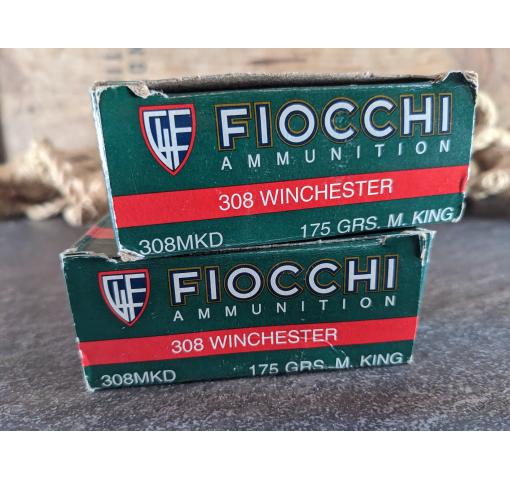 FIOCCHI
AMMUNITION
308 WINCHESTER
308MKD 175 GRS. M. KING
FIOCCHI
AMMUNITION
308 WINCHESTER
308MKD 175 GRS. M. KING